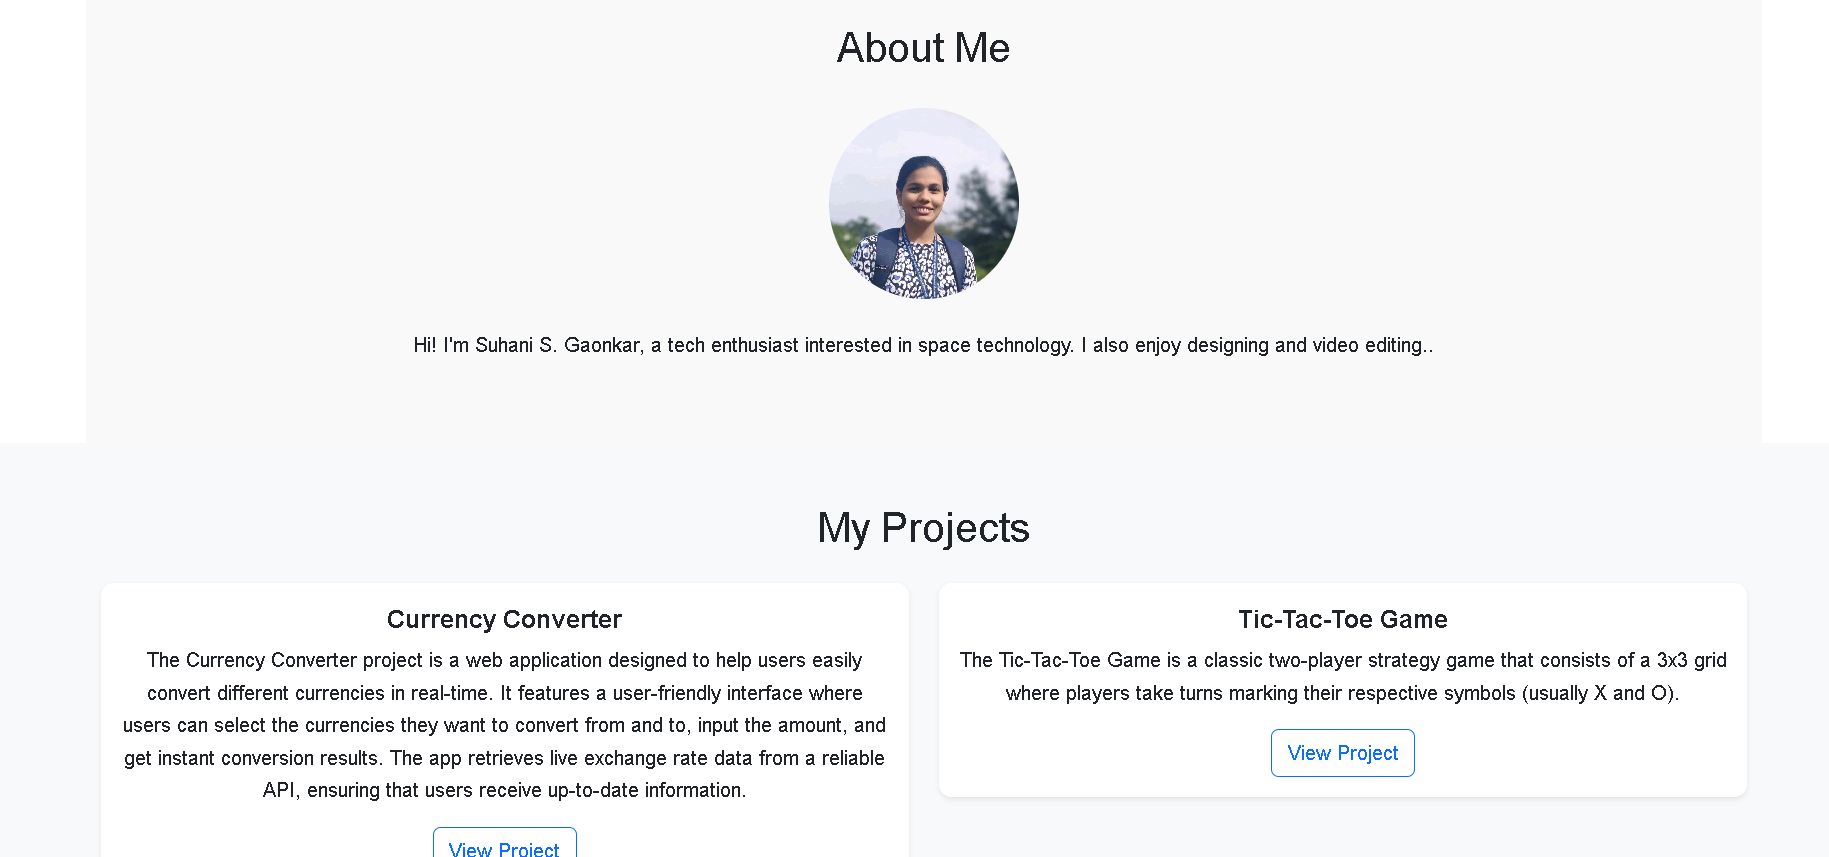 About Me
Hi! I'm Suhani S. Gaonkar, a tech enthusiast interested in space technology. I also enjoy designing and video editing..
My Projects
Currency Converter
The Currency Converter project is a web application designed to help users easily
convert different currencies in real-time. It features a user-friendly interface where
users can select the currencies they want to convert from and to, input the amount, and
get instant conversion results. The app retrieves live exchange rate data from a reliable
API, ensuring that users receive up-to-date information.
View Project
Tic-Tac-Toe Game
The Tic-Tac-Toe Game is a classic two-player strategy game that consists of a 3x3 grid
where players take turns marking their respective symbols (usually X and O).
View Project